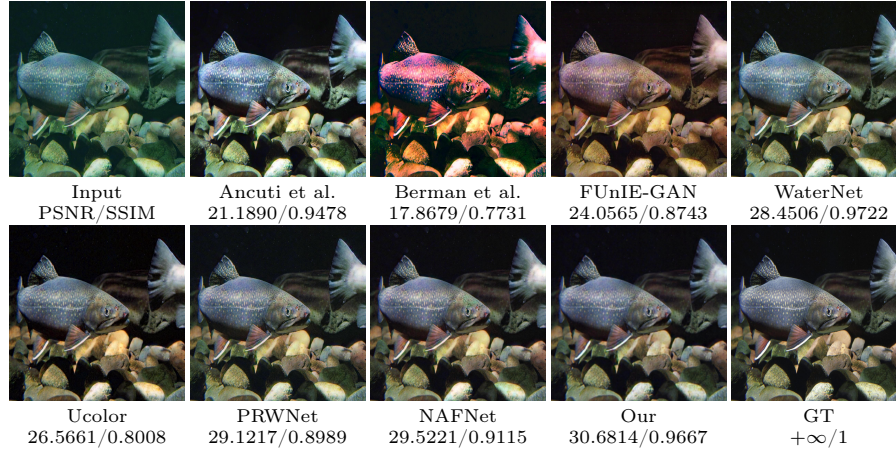 Input Ancuti et al. Berman et al. FUnIE-GAN WaterNet
PSNR/SSIM 21.1890/0.9478 17.8679/0.7731 24.0565/0.8743 28.4506/0.9722
Ucolor PRWNet NAFNet Our GT
26.5661/0.8008 29.1217/0.8989 29.5221/0.9115 30.6814/0.9667 +∞/1